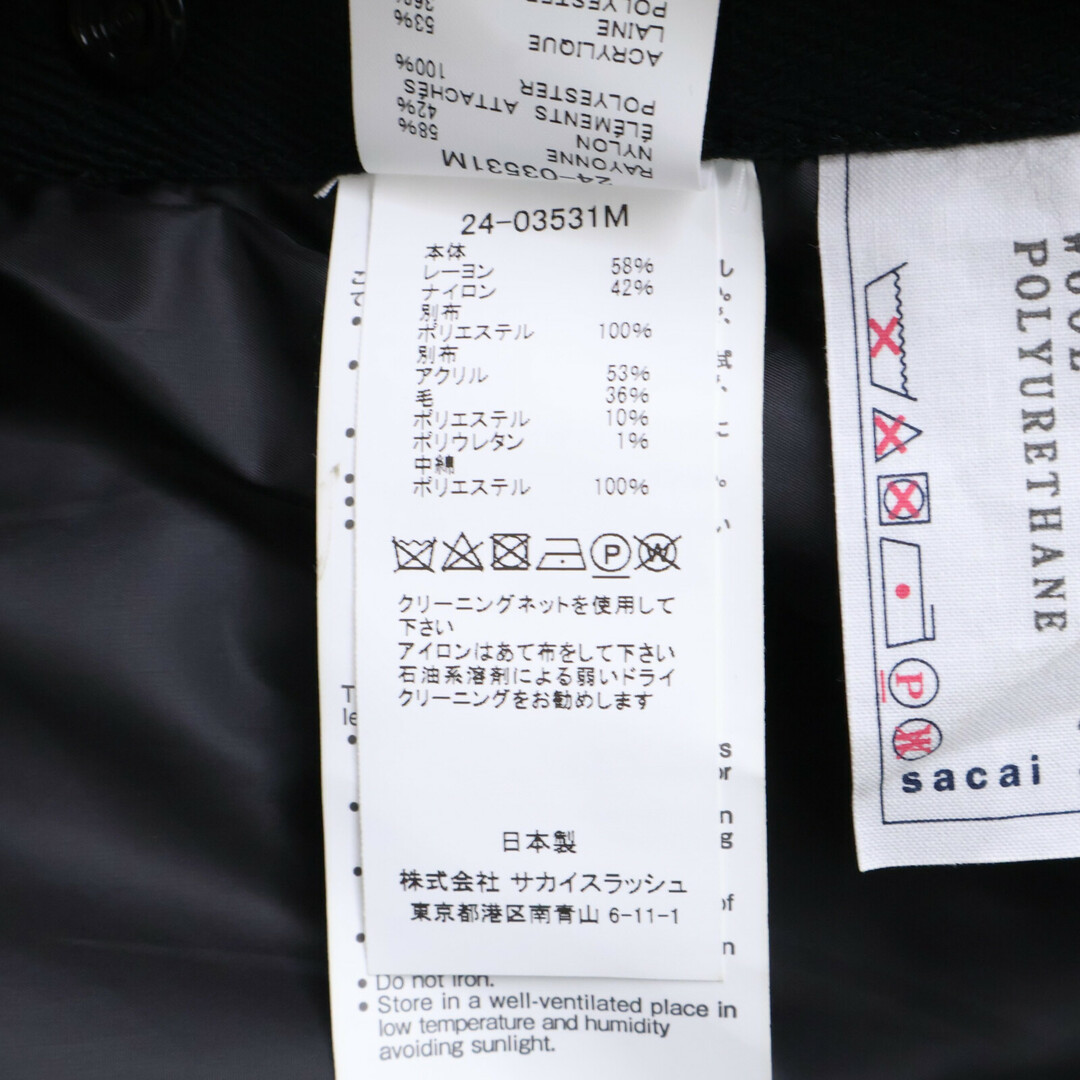 24-03531M
RAYONNE 58%
NYLON 42%
ÉLÉMENTS ATTACHÉS
POLYESTER 100%
ACRYLIQUE 53%
LAINE 36%
POLYESTER
24-03531M
本体
レーヨン 58%
ナイロン 42%
別布
ポリエステル 100%
別布
アクリル 53%
毛 36%
ポリエステル 10%
ポリウレタン 1%
中綿
ポリエステル 100%
P W
クリーニングネットを使用して
下さい
アイロンはあて布をして下さい
石油系溶剤による弱いドライ
クリーニングをお勧めします
日本製
株式会社 サカイスラッシュ
東京都港区南青山 6-11-1
• Do not iron.
• Store in a well-ventilated place in
low temperature and humidity
avoiding sunlight.
WOOL
POLYURETHANE
P
W
sacai